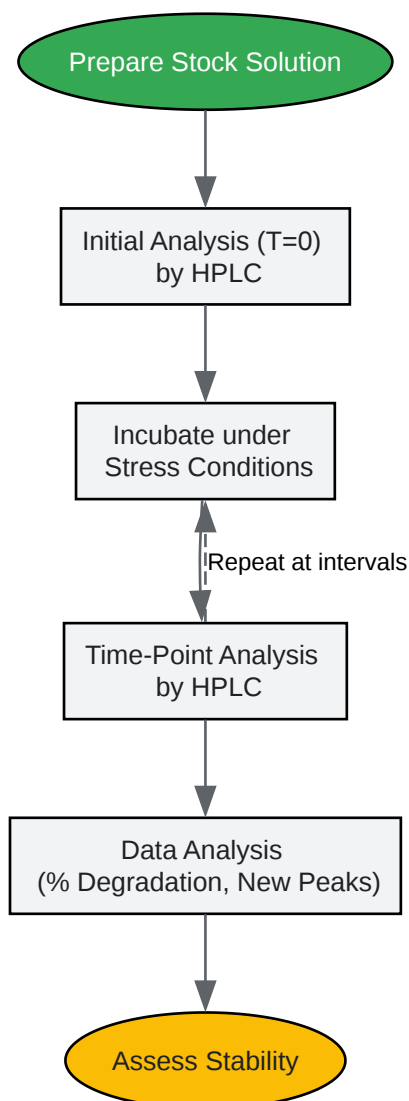 Prepare Stock Solution
Initial Analysis (T=0)
by HPLC
Incubate under
Stress Conditions
Repeat at intervals
Time-Point Analysis
by HPLC
Data Analysis
(% Degradation, New Peaks)
Assess Stability